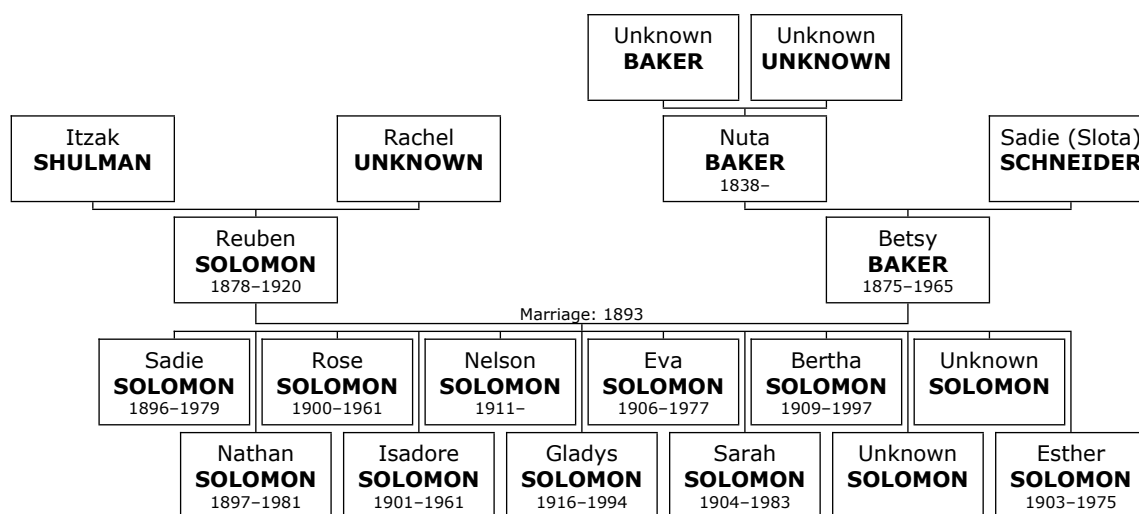 Unknown
BAKER
Unknown
UNKNOWN
Itzak
SHULMAN
Rachel
UNKNOWN
Nuta
BAKER
1838–
Sadie (Slota)
SCHNEIDER
Reuben
SOLOMON
1878–1920
Betsy
BAKER
1875–1965
Marriage: 1893
Sadie
SOLOMON
1896–1979
Rose
SOLOMON
1900–1961
Nelson
SOLOMON
1911–
Eva
SOLOMON
1906–1977
Bertha
SOLOMON
1909–1997
Unknown
SOLOMON
Nathan
SOLOMON
1897–1981
Isadore
SOLOMON
1901–1961
Gladys
SOLOMON
1916–1994
Sarah
SOLOMON
1904–1983
Unknown
SOLOMON
Esther
SOLOMON
1903–1975